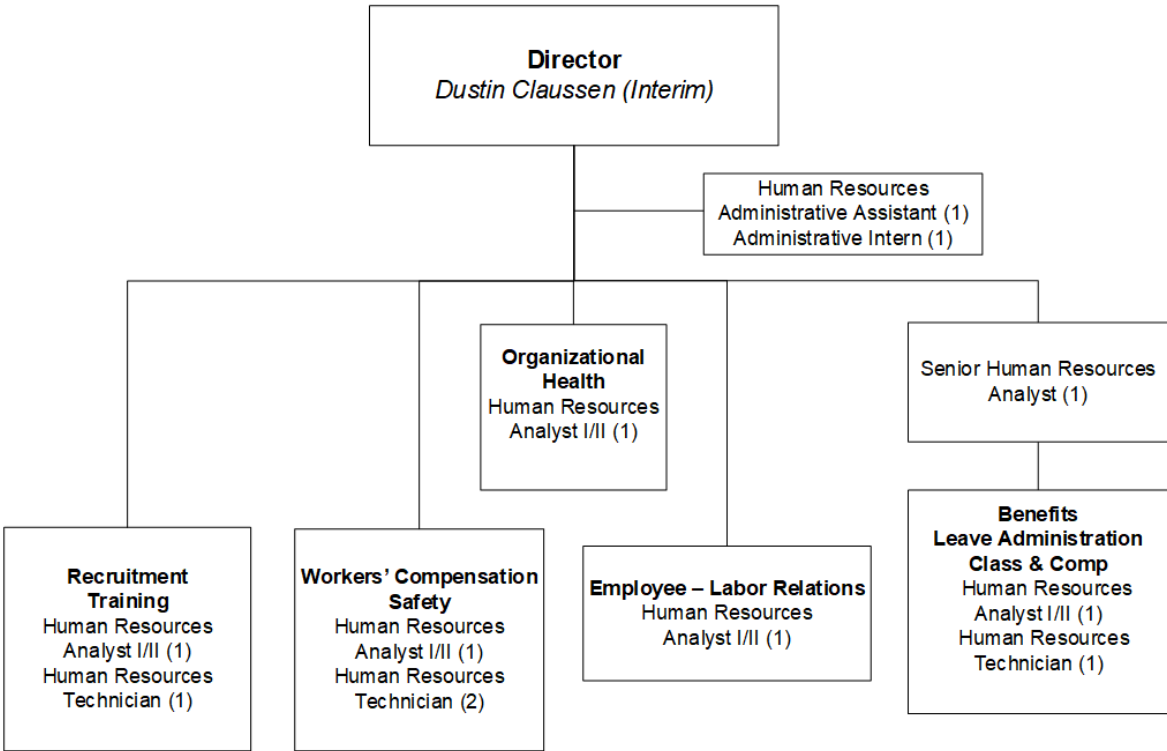 Director
Dustin Claussen (Interim)
Human Resources
Administrative Assistant (1)
Administrative Intern (1)
Organizational
Health
Human Resources
Analyst I/II (1)
Senior Human Resources
Analyst (1)
Recruitment
Training
Human Resources
Analyst I/II (1)
Human Resources
Technician (1)
Workers’ Compensation
Safety
Human Resources
Analyst I/II (1)
Human Resources
Technician (2)
Employee – Labor Relations
Human Resources
Analyst I/II (1)
Benefits
Leave Administration
Class & Comp
Human Resources
Analyst I/II (1)
Human Resources
Technician (1)